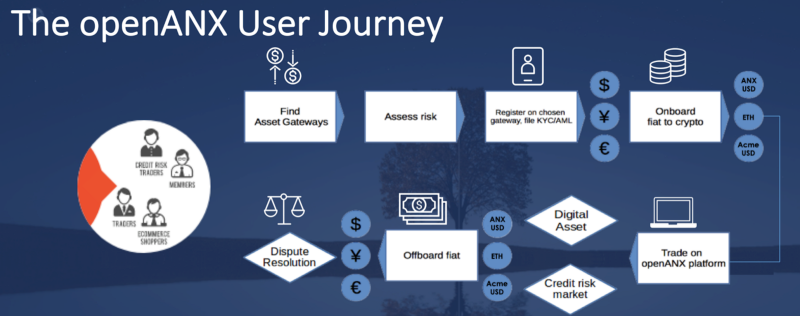 The openANX User Journey
CREDIT RISK
TRADERS
MEMBERS
TRADERS
ECOMMERCE
SHOPPERS
$
$
Find
Asset Gateways
Assess risk
Register on chosen
gateway, file KYC/AML
$
¥
€
Onboard
fiat to crypto
ANX
USD
ETH
Acme
USD
Dispute
Resolution
$
¥
€
$
Offboard fiat
ANX
USD
ETH
Acme
USD
Digital
Asset
Credit risk
market
Trade on
openANX platform